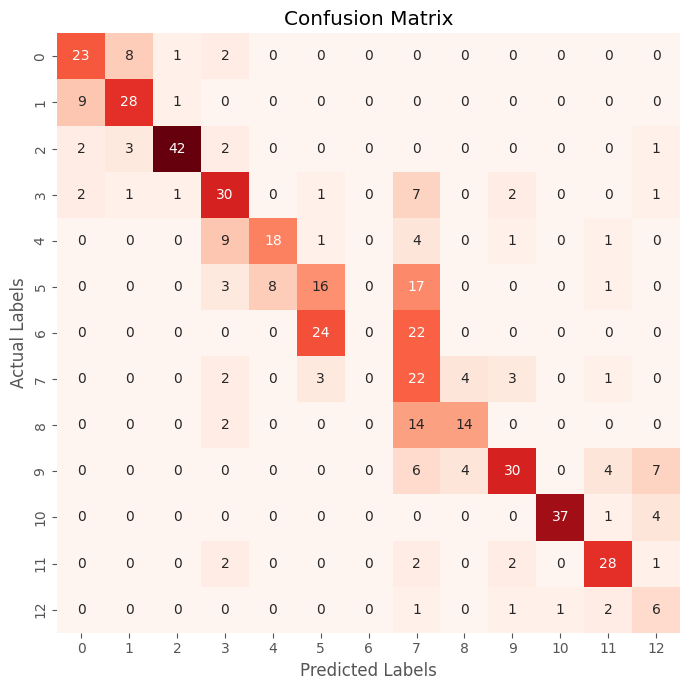 Confusion Matrix
0 23 8 1 2 0 0 0 0 0 0 0 0 0
1 9 28 1 0 0 0 0 0 0 0 0 0 0
2 2 3 42 2 0 0 0 0 0 0 0 0 1
3 2 1 1 30 0 1 0 7 0 2 0 0 1
4 0 0 0 9 18 1 0 4 0 1 0 1 0
5 0 0 0 3 8 16 0 17 0 0 0 1 0
6 0 0 0 0 0 24 0 22 0 0 0 0 0
7 0 0 0 2 0 3 0 22 4 3 0 1 0
8 0 0 0 2 0 0 0 14 14 0 0 0 0
9 0 0 0 0 0 0 0 6 4 30 0 4 7
10 0 0 0 0 0 0 0 0 0 0 37 1 4
11 0 0 0 2 0 0 0 2 0 2 0 28 1
12 0 0 0 0 0 0 0 1 0 1 1 2 6
0 1 2 3 4 5 6 7 8 9 10 11 12
Predicted Labels
Actual Labels